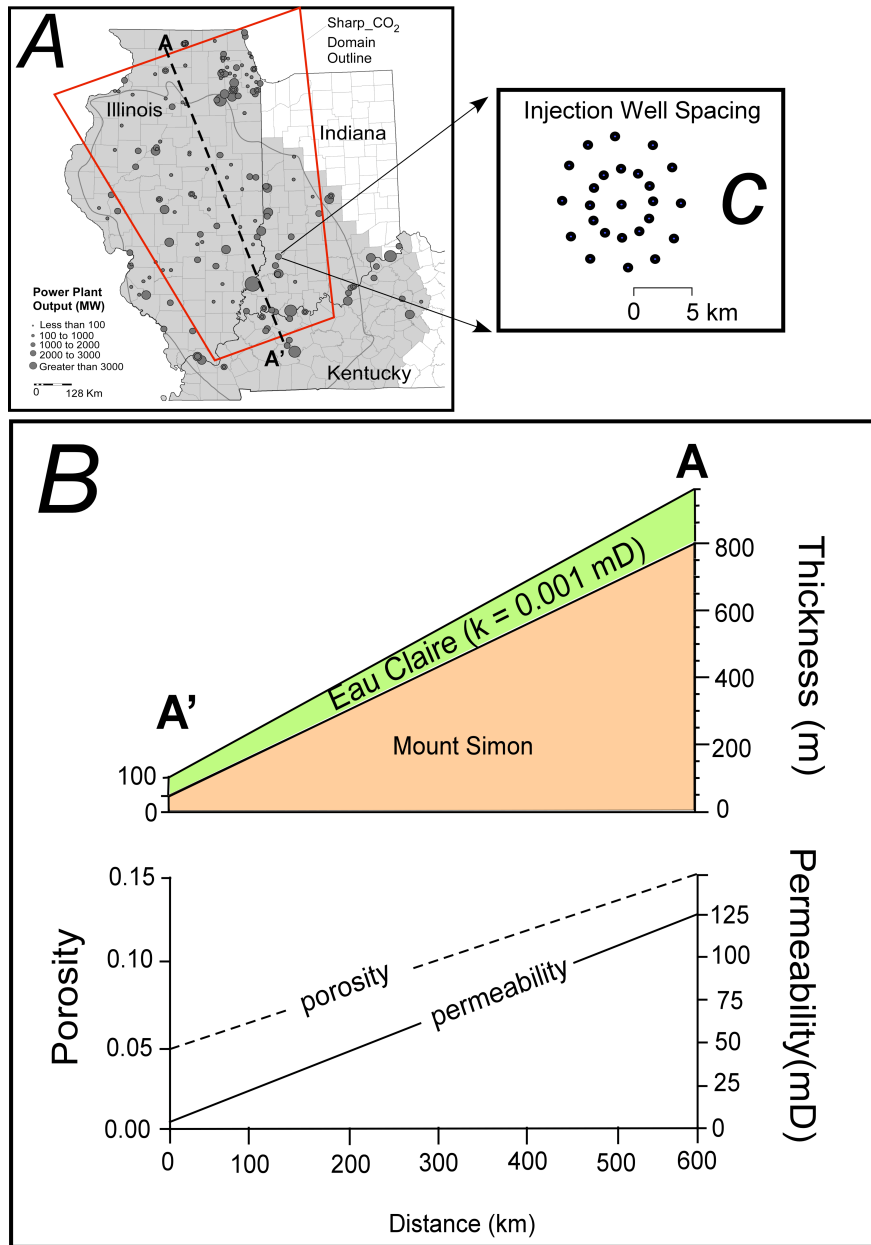 A
Sharp_CO2
Domain
Outline
A
Illinois
Indiana
Power Plant
Output (MW)
Less than 100
100 to 1000
1000 to 2000
2000 to 3000
Greater than 3000
0 128 Km
A'
Kentucky
Injection Well Spacing
C
0 5 km
B
A
A'
Eau Claire (k = 0.001 mD)
Mount Simon
100
0
800
600
400
200
0
Thickness (m)
0.15
0.10
0.05
0.00
Porosity
porosity
permeability
125
100
75
50
25
0
Permeability(mD)
0 100 200 300 400 500 600
Distance (km)